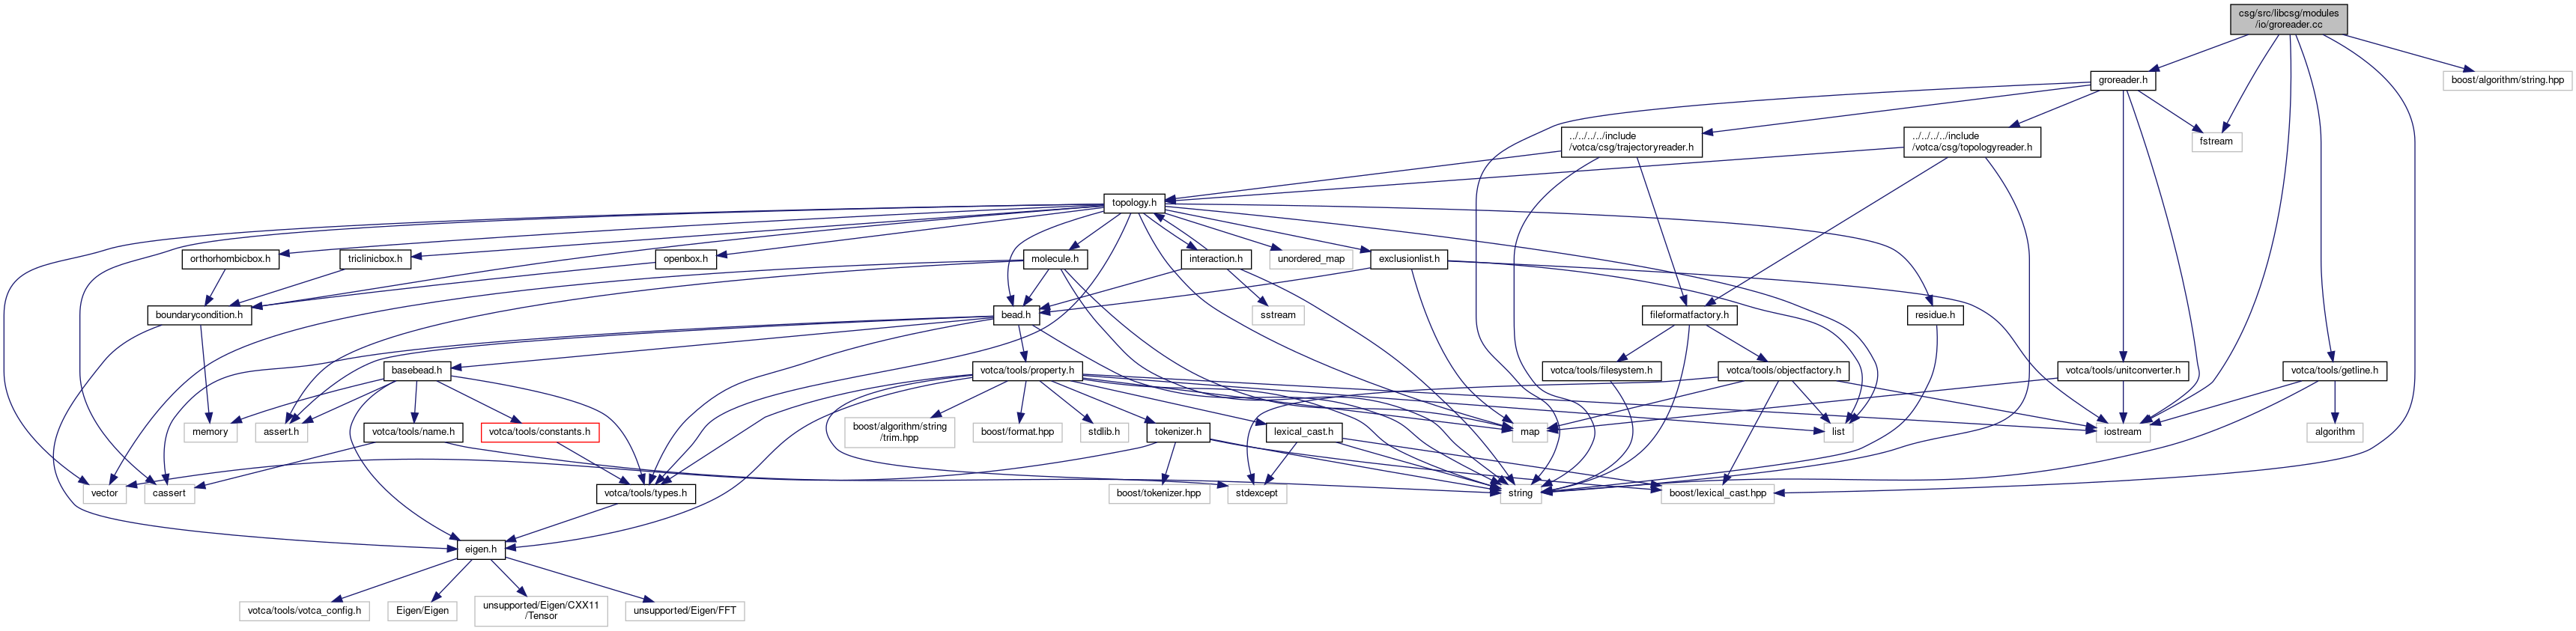 csg/src/libcsg/modules
/io/groreader.cc
groreader.h
boost/algorithm/string.hpp
../../../../include
/votca/csg/trajectoryreader.h
../../../../include
/votca/csg/topologyreader.h
fstream
topology.h
orthorhombicbox.h
triclinicbox.h
openbox.h
molecule.h
interaction.h
unordered_map
exclusionlist.h
boundarycondition.h
bead.h
sstream
fileformatfactory.h
residue.h
basebead.h
votca/tools/property.h
votca/tools/filesystem.h
votca/tools/objectfactory.h
votca/tools/unitconverter.h
votca/tools/getline.h
memory
assert.h
votca/tools/name.h
votca/tools/constants.h
boost/algorithm/string
/trim.hpp
boost/format.hpp
stdlib.h
tokenizer.h
lexical_cast.h
map
list
iostream
algorithm
vector
cassert
votca/tools/types.h
boost/tokenizer.hpp
stdexcept
string
boost/lexical_cast.hpp
eigen.h
votca/tools/votca_config.h
Eigen/Eigen
unsupported/Eigen/CXX11
/Tensor
unsupported/Eigen/FFT